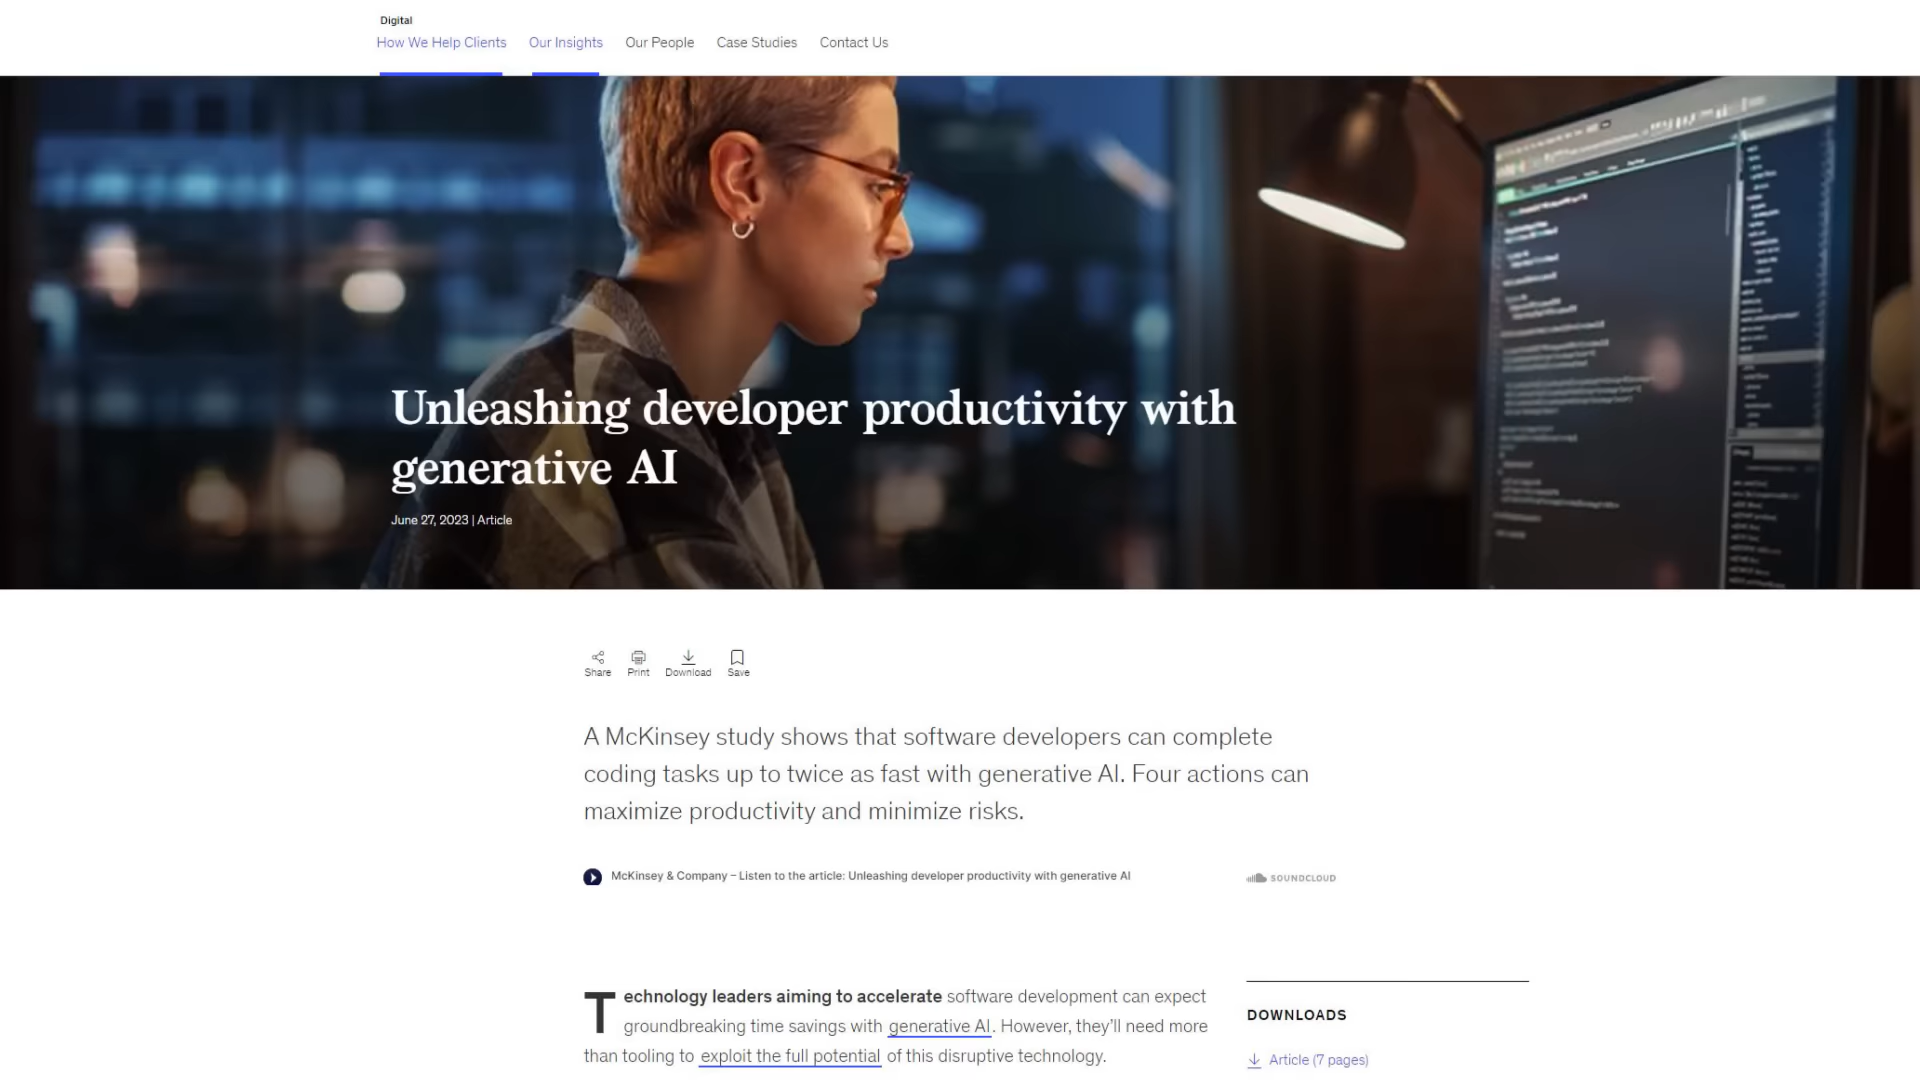 Digital
How We Help Clients Our Insights Our People Case Studies Contact Us
Unleashing developer productivity with
generative AI
June 27, 2023 | Article
Share Print Download Save
A McKinsey study shows that software developers can complete
coding tasks up to twice as fast with generative AI. Four actions can
maximize productivity and minimize risks.
McKinsey & Company – Listen to the article: Unleashing developer productivity with generative AI
SOUNDCLOUD
Technology leaders aiming to accelerate software development can expect
groundbreaking time savings with generative AI. However, they’ll need more
than tooling to exploit the full potential of this disruptive technology.
DOWNLOADS
Article (7 pages)